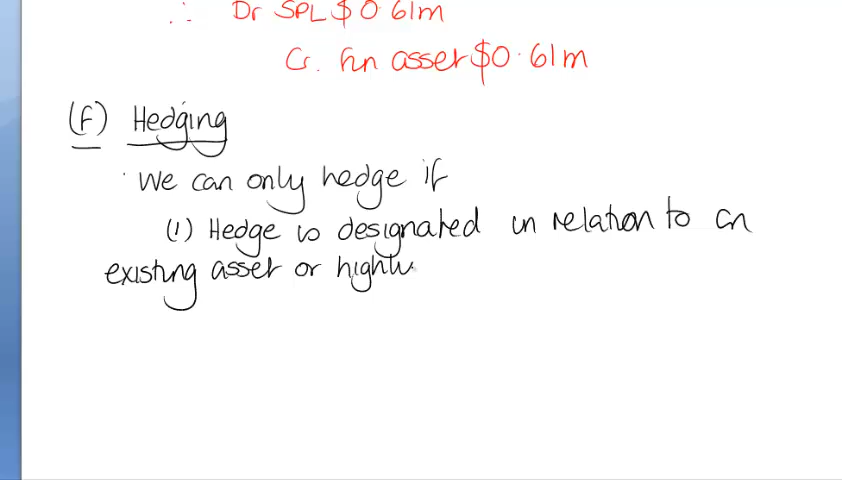 ∴ Dr SPL $0.61m
Cr. Fin asset $0.61m
(F) Hedging
· We can only hedge if
(1) Hedge is designated in relation to an
existing asset or highly